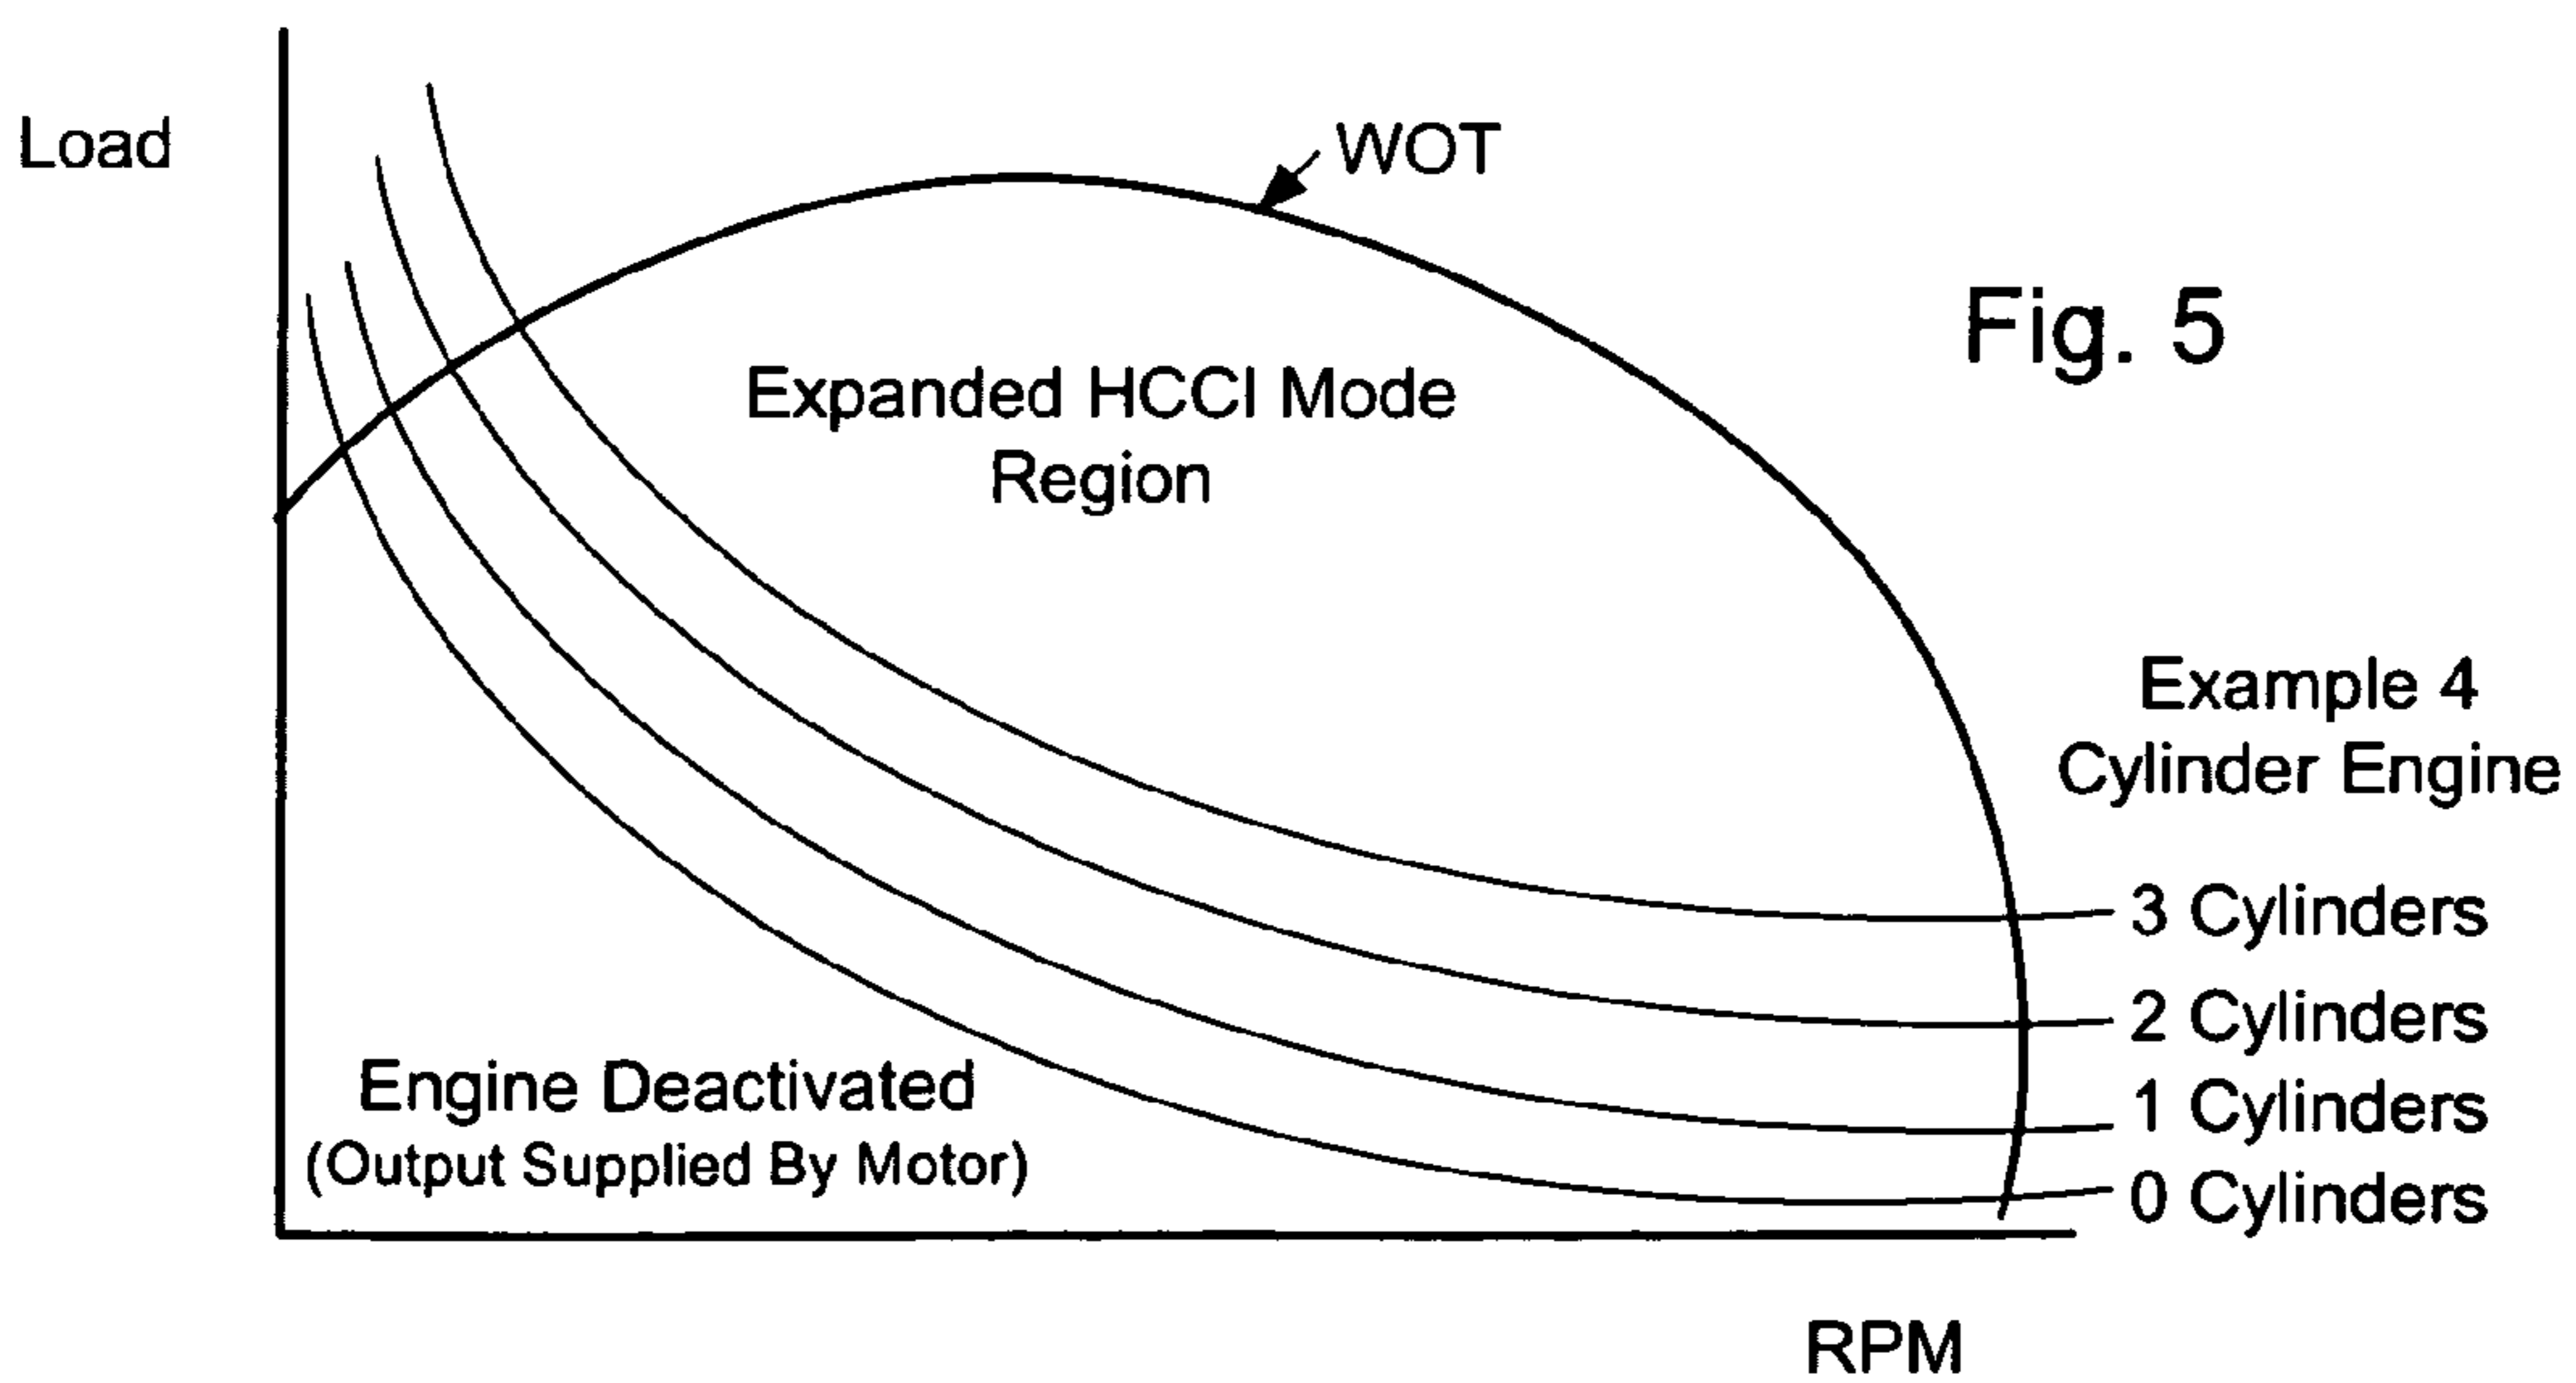 Load
WOT
Fig. 5
Expanded HCCI Mode
Region
Example 4
Cylinder Engine
3 Cylinders
2 Cylinders
1 Cylinders
0 Cylinders
Engine Deactivated
(Output Supplied By Motor)
RPM